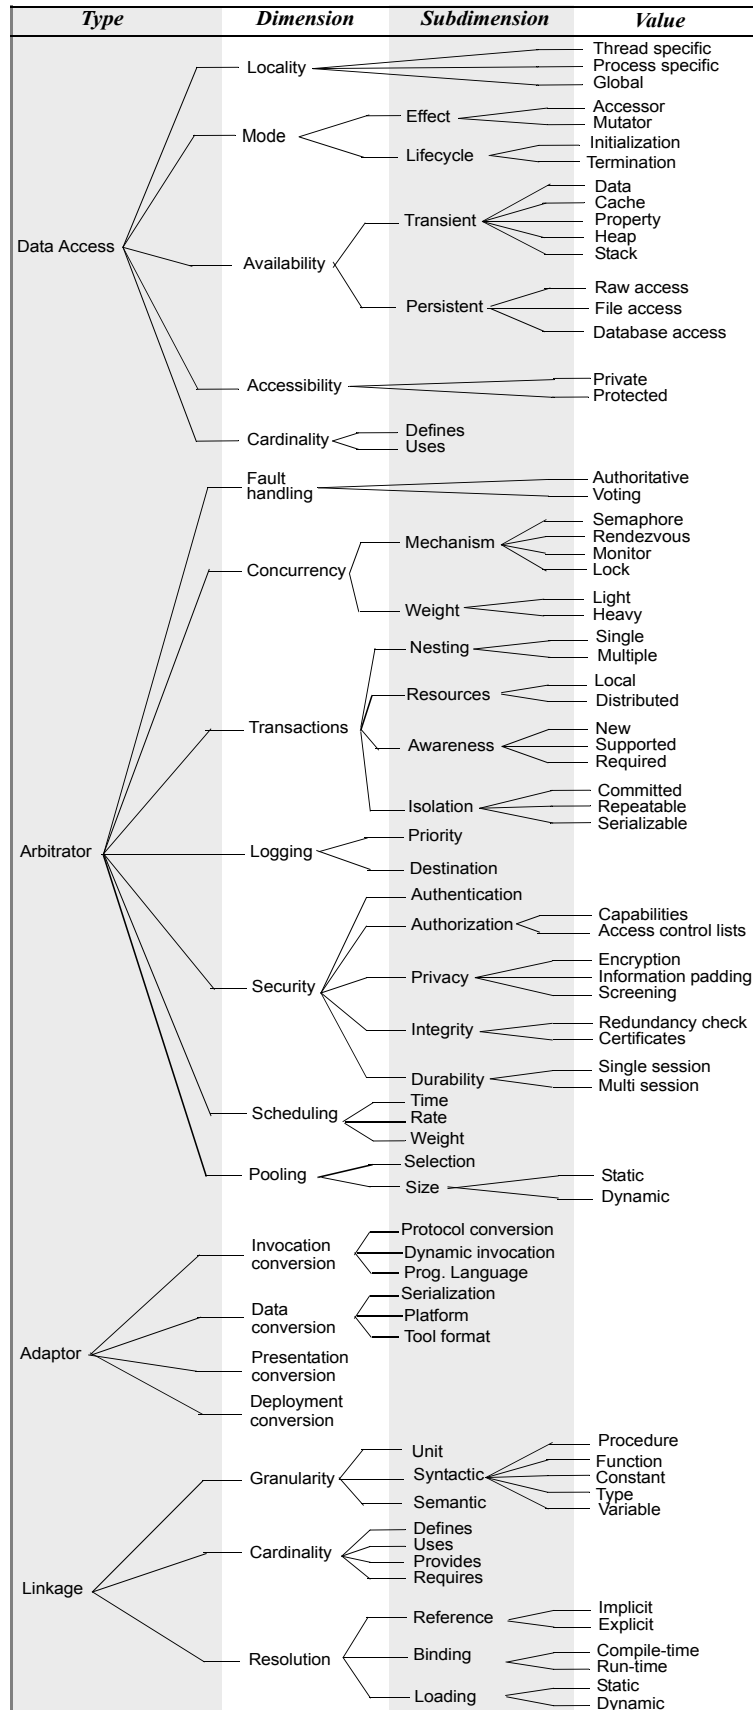 Type Dimension Subdimension Value
Thread specific
Locality Process specific
Global
Effect Accessor
Mutator
Mode
Lifecycle Initialization
Termination
Data
Cache
Transient Property
Heap
Stack
Data Access Availability
Raw access
Persistent File access
Database access
Accessibility Private
Protected
Cardinality Defines
Uses
Fault
handling Authoritative
Voting
Semaphore
Mechanism Rendezvous
Monitor
Lock
Concurrency
Weight Light
Heavy
Nesting Single
Multiple
Resources Local
Distributed
Transactions
New
Awareness Supported
Required
Committed
Isolation Repeatable
Serializable
Arbitrator Logging Priority
Destination
Authentication
Authorization Capabilities
Access control lists
Encryption
Privacy Information padding
Screening
Security
Integrity Redundancy check
Certificates
Durability Single session
Multi session
Time
Scheduling Rate
Weight
Pooling Selection
Size Static
Dynamic
Invocation
conversion Protocol conversion
Dynamic invocation
Prog. Language
Data
conversion Serialization
Platform
Tool format
Adaptor
Presentation
conversion
Deployment
conversion
Unit
Granularity Syntactic Procedure
Function
Constant
Type
Variable
Semantic
Defines
Cardinality Uses
Provides
Requires
Linkage
Reference Implicit
Explicit
Resolution Binding Compile-time
Run-time
Loading Static
Dynamic